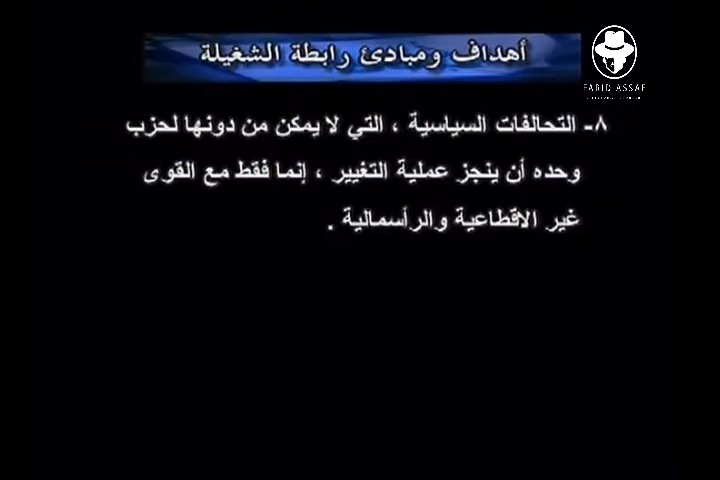 أهداف ومبادئ رابطة الشغيلة
FARID ASSAF
٨- التحالفات السياسية ، التي لا يمكن من دونها لحزب
وحده أن ينجز عملية التغيير ، إنما فقط مع القوى
غير الاقطاعية والرأسمالية .